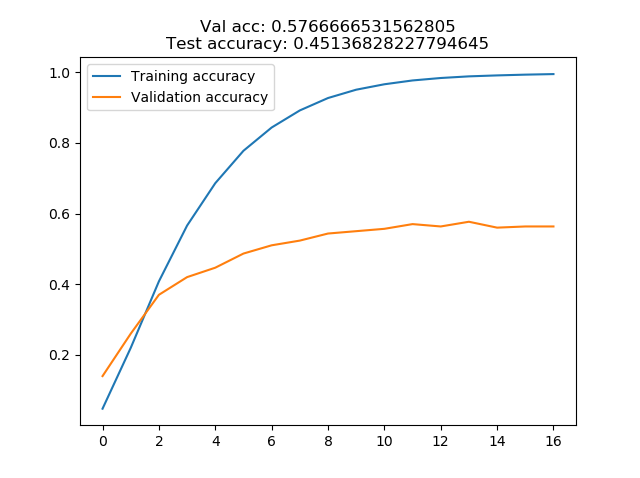 Val acc: 0.5766666531562805
Test accuracy: 0.45136828227794645
Training accuracy
Validation accuracy
1.0
0.8
0.6
0.4
0.2
0 2 4 6 8 10 12 14 16